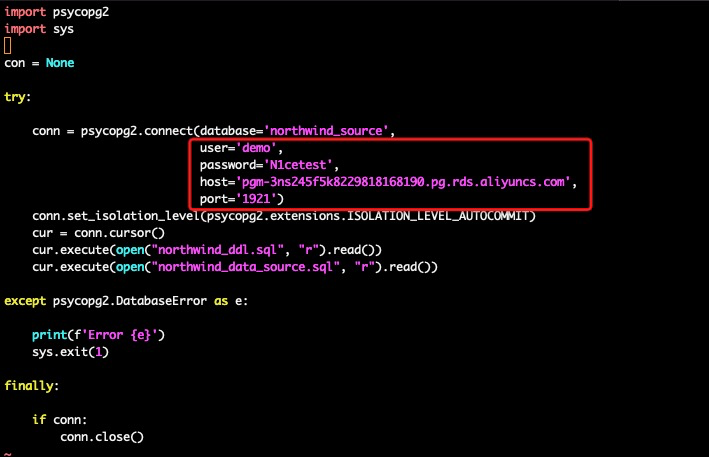 import psycopg2
import sys
con = None
try:
conn = psycopg2.connect(database='northwind_source',
user='demo',
password='N1cetest',
host='pgm-3ns245f5k8229818168190.pg.rds.aliyuncs.com',
port='1921')
conn.set_isolation_level(psycopg2.extensions.ISOLATION_LEVEL_AUTOCOMMIT)
cur = conn.cursor()
cur.execute(open("northwind_ddl.sql", "r").read())
cur.execute(open("northwind_data_source.sql", "r").read())
except psycopg2.DatabaseError as e:
print(f'Error {e}')
sys.exit(1)
finally:
if conn:
conn.close()
~